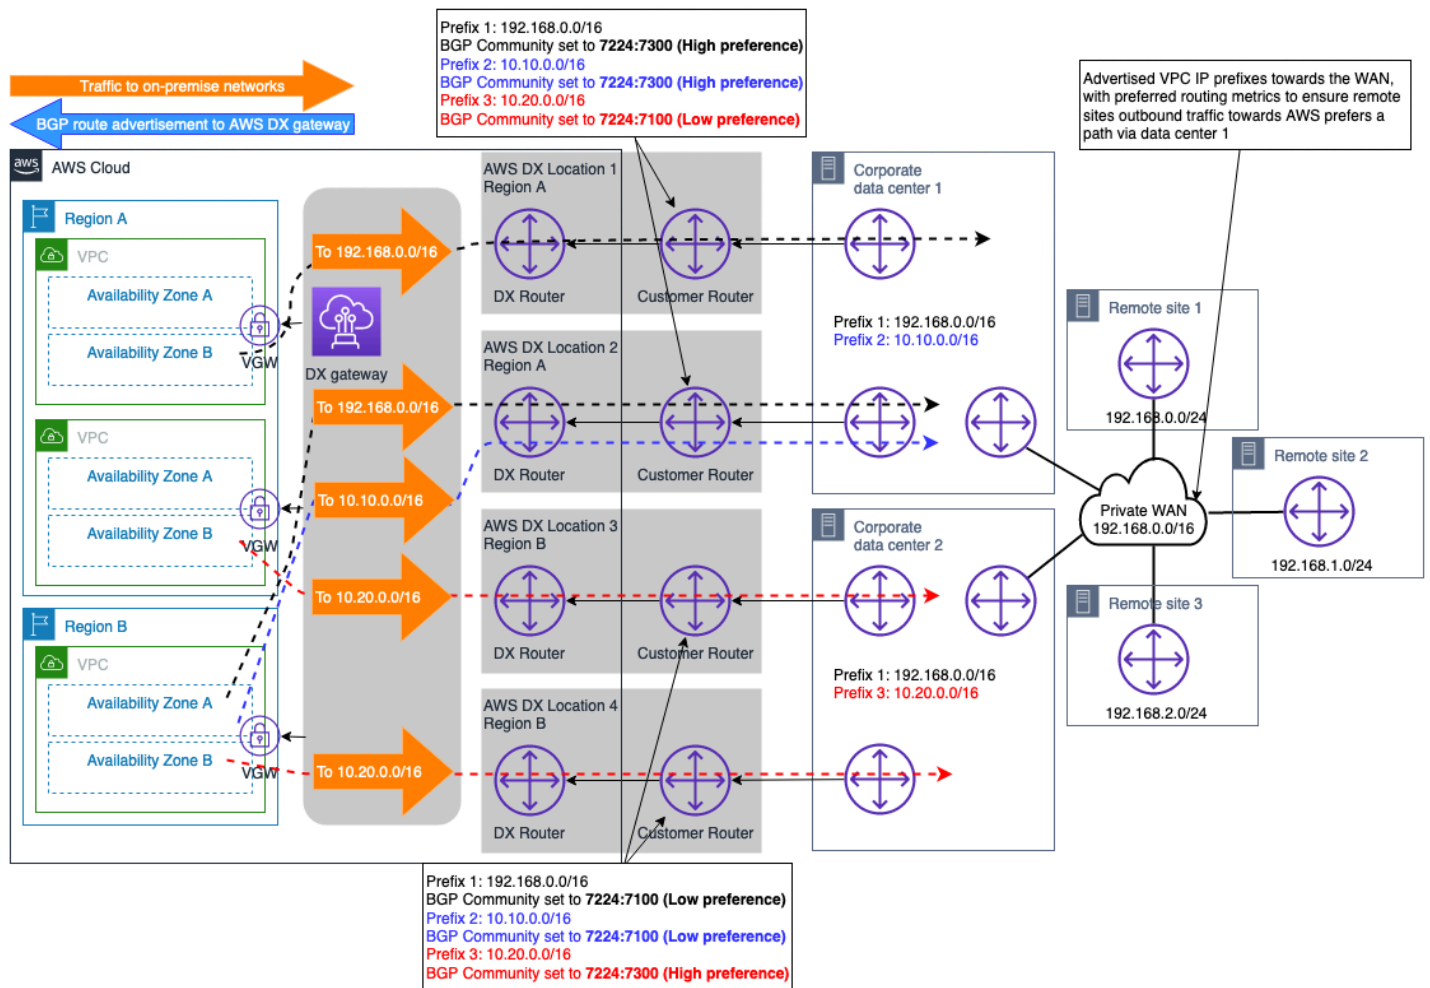 Prefix 1: 192.168.0.0/16
BGP Community set to 7224:7300 (High preference)
Prefix 2: 10.10.0.0/16
BGP Community set to 7224:7300 (High preference)
Prefix 3: 10.20.0.0/16
BGP Community set to 7224:7100 (Low preference)
Traffic to on-premise networks
BGP route advertisement to AWS DX gateway
Advertised VPC IP prefixes towards the WAN,
with preferred routing metrics to ensure remote
sites outbound traffic towards AWS prefers a
path via data center 1
aws
AWS Cloud
Region A
VPC
Availability Zone A
Availability Zone B
VGW
VPC
Availability Zone A
Availability Zone B
VGW
Region B
VPC
Availability Zone A
Availability Zone B
VGW
To 192.168.0.0/16
DX gateway
To 192.168.0.0/16
To 10.10.0.0/16
To 10.20.0.0/16
To 10.20.0.0/16
AWS DX Location 1
Region A
DX Router
Customer Router
AWS DX Location 2
Region A
DX Router
Customer Router
AWS DX Location 3
Region B
DX Router
Customer Router
AWS DX Location 4
Region B
DX Router
Customer Router
Corporate
data center 1
Prefix 1: 192.168.0.0/16
Prefix 2: 10.10.0.0/16
Corporate
data center 2
Prefix 1: 192.168.0.0/16
Prefix 3: 10.20.0.0/16
Remote site 1
192.168.0.0/24
Private WAN
192.168.0.0/16
Remote site 2
192.168.1.0/24
Remote site 3
192.168.2.0/24
Prefix 1: 192.168.0.0/16
BGP Community set to 7224:7100 (Low preference)
Prefix 2: 10.10.0.0/16
BGP Community set to 7224:7100 (Low preference)
Prefix 3: 10.20.0.0/16
BGP Community set to 7224:7300 (High preference)